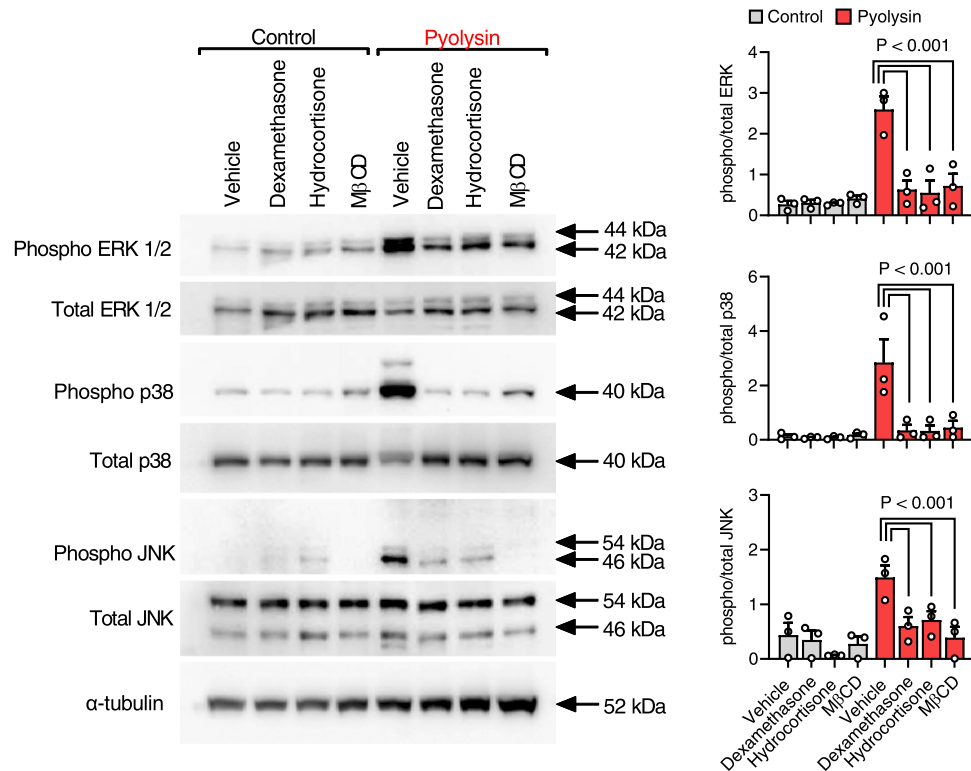 Control Pyolysin
Vehicle
Dexamethasone
Hydrocortisone
MβCD
Vehicle
Dexamethasone
Hydrocortisone
MβCD
Phospho ERK 1/2
44 kDa
42 kDa
Total ERK 1/2
44 kDa
42 kDa
Phospho p38
40 kDa
Total p38
40 kDa
Phospho JNK
54 kDa
46 kDa
Total JNK
54 kDa
46 kDa
α-tubulin
52 kDa
Control Pyolysin
P < 0.001
phospho/total ERK
4
3
2
1
0
P < 0.001
phospho/total p38
6
4
2
0
P < 0.001
phospho/total JNK
3
2
1
0
Vehicle
Dexamethasone
Hydrocortisone
MβCD
Vehicle
Dexamethasone
Hydrocortisone
MβCD